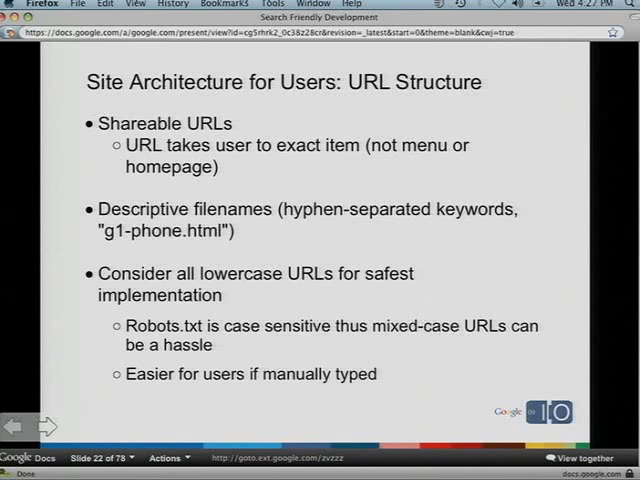 Firefox File Edit View History Bookmarks Tools Window Help Wed 4:27 PM
Search Friendly Development
https://docs.google.com/a/google.com/present/view?id=cg5rhrk2_0c38z28cr&revision=_latest&start=0&theme=blank&cwj=true
Site Architecture for Users: URL Structure
● Shareable URLs
○ URL takes user to exact item (not menu or
homepage)
● Descriptive filenames (hyphen-separated keywords,
"g1-phone.html")
● Consider all lowercase URLs for safest
implementation
○ Robots.txt is case sensitive thus mixed-case URLs can
be a hassle
○ Easier for users if manually typed
Google IO
Google Docs Slide 22 of 78 Actions http://goto.ext.google.com/zvzzz View together
Done docs.google.com